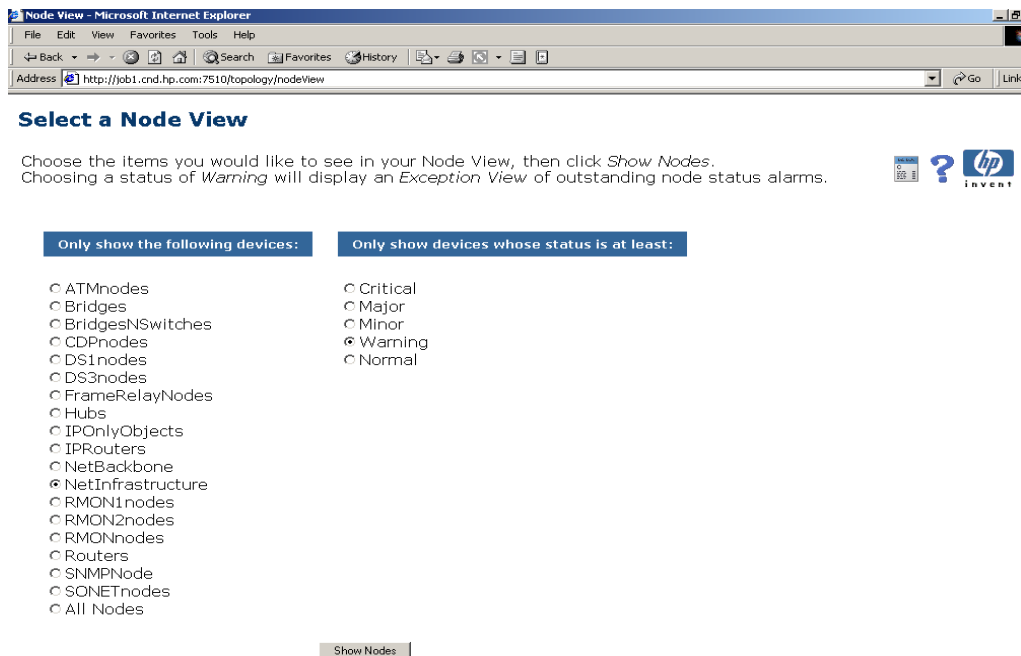 Node View - Microsoft Internet Explorer
File Edit View Favorites Tools Help
Back Search Favorites History
Address http://job1.cnd.hp.com:7510/topology/nodeView Go Link
Select a Node View
Choose the items you would like to see in your Node View, then click Show Nodes.
Choosing a status of Warning will display an Exception View of outstanding node status alarms.
hp
invent
Only show the following devices: Only show devices whose status is at least:
ATMnodes Critical
Bridges Major
BridgesNSwitches Minor
CDPnodes Warning
DS1nodes Normal
DS3nodes
FrameRelayNodes
Hubs
IPOnlyObjects
IPRouters
NetBackbone
NetInfrastructure
RMON1nodes
RMON2nodes
RMONnodes
Routers
SNMPNode
SONETnodes
All Nodes
Show Nodes